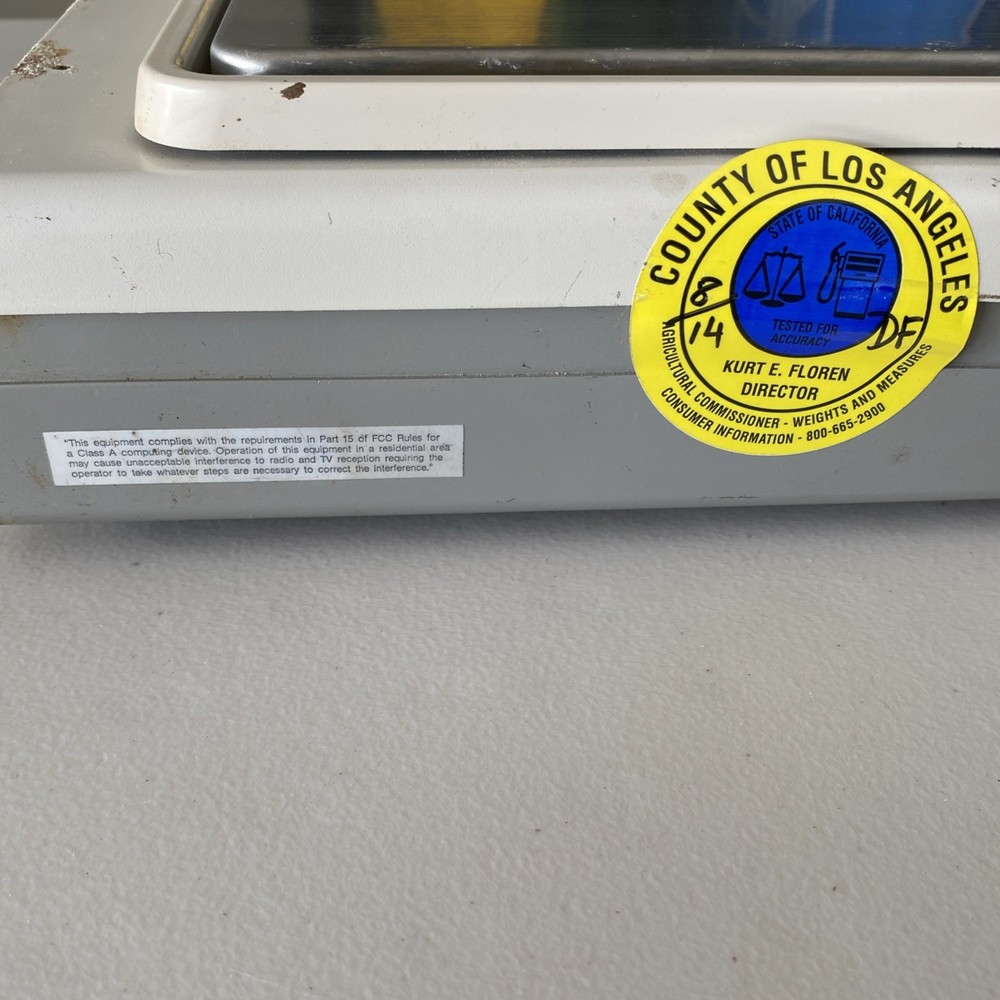 COUNTY OF LOS ANGELES
STATE OF CALIFORNIA
8/14
DF
TESTED FOR
ACCURACY
KURT E. FLOREN
DIRECTOR
AGRICULTURAL COMMISSIONER - WEIGHTS AND MEASURES
CONSUMER INFORMATION - 800-665-2900
"This equipment complies with the repuirements in Part 15 of FCC Rules for
a Class A computing device. Operation of this equipment in a residential area
may cause unacceptable interference to radio and TV reception requiring the
operator to take whatever steps are necessary to correct the interference."